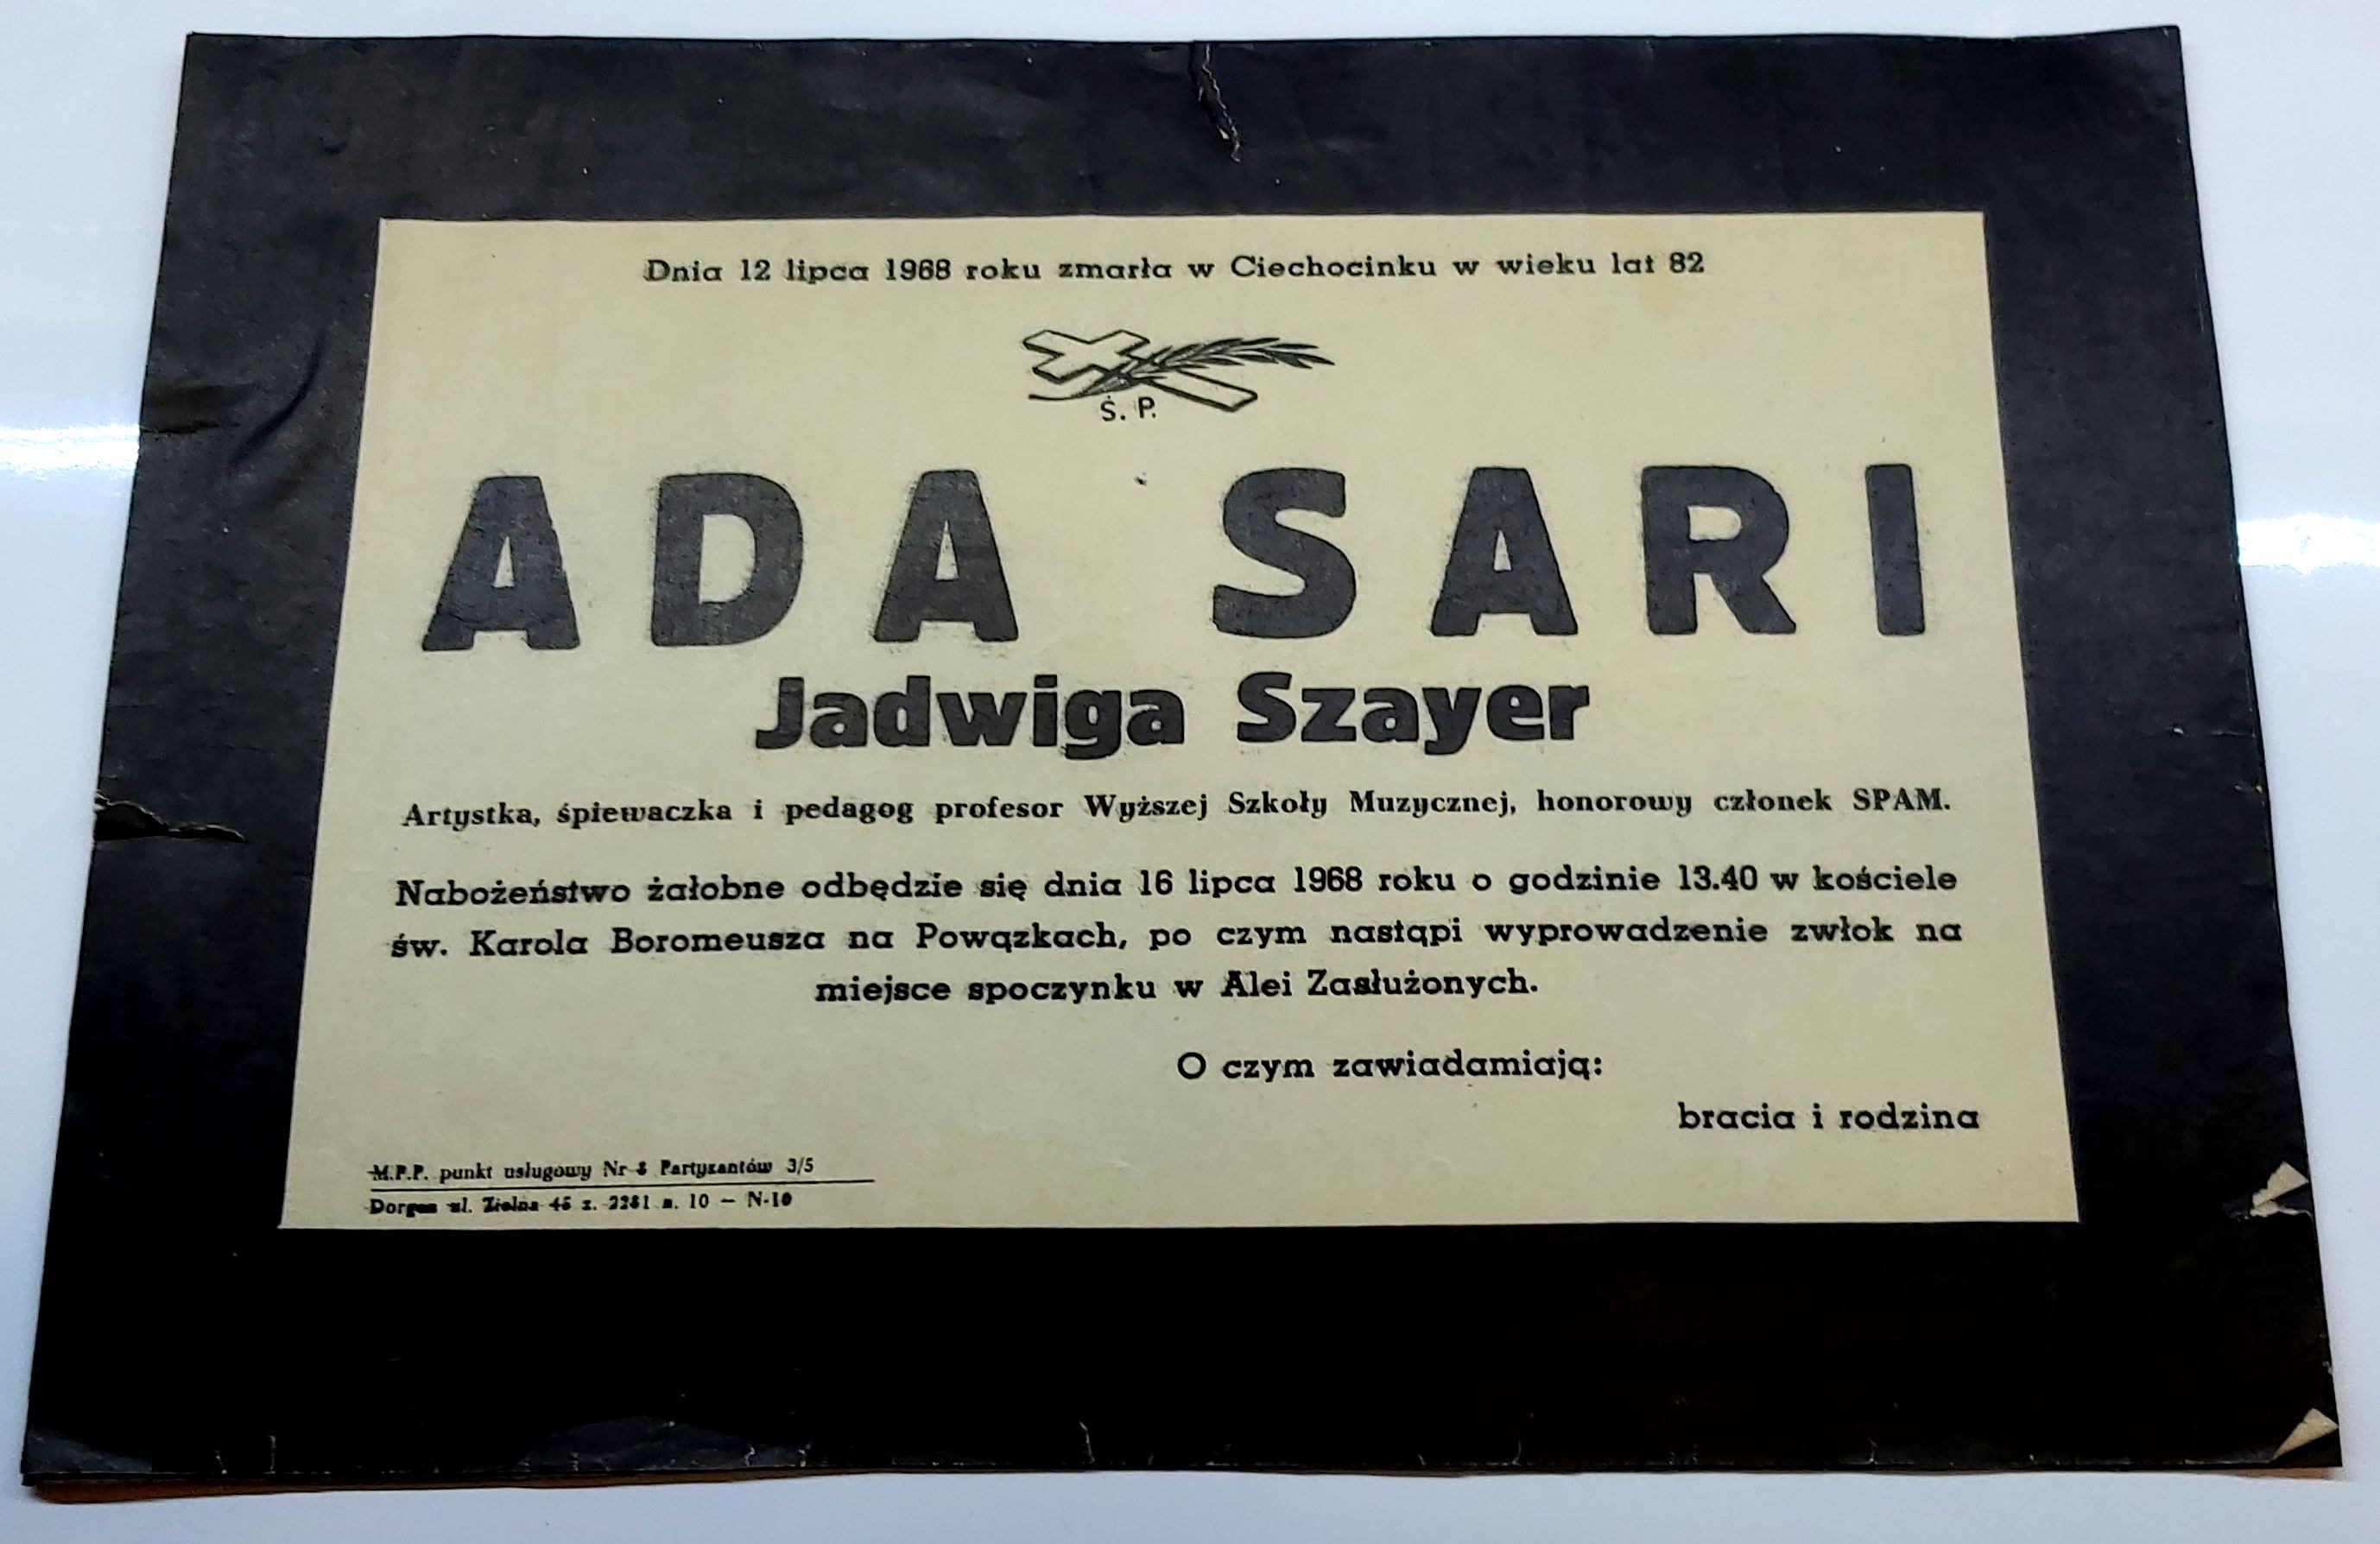 Dnia 12 lipca 1968 roku zmarła w Ciechocinku w wieku lat 82
Ś. P.
ADA SARI
Jadwiga Szayer
Artystka, śpiewaczka i pedagog profesor Wyższej Szkoły Muzycznej, honorowy członek SPAM.
Nabożeństwo żałobne odbędzie się dnia 16 lipca 1968 roku o godzinie 13.40 w kościele
św. Karola Boromeusza na Powązkach, po czym nastąpi wyprowadzenie zwłok na
miejsce spoczynku w Alei Zasłużonych.
O czym zawiadamiają:
bracia i rodzina
M.P.P. punkt usługowy Nr Partyzantów 3/5
ul. Zielna 45 z. 2281 n. 10 — N-10